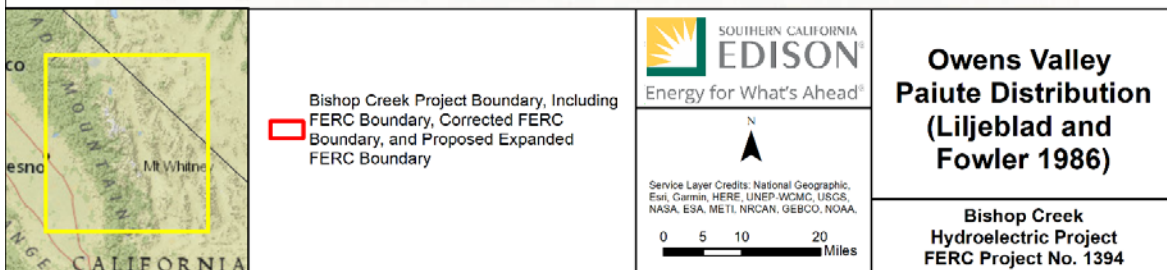 AD
CO
MOUNTAIN
esno
Mt Whitney
NGE
CALIFORNIA
Bishop Creek Project Boundary, Including
FERC Boundary, Corrected FERC
Boundary, and Proposed Expanded
FERC Boundary
SOUTHERN CALIFORNIA
EDISON®
Energy for What's Ahead®
N
Service Layer Credits: National Geographic,
Esri, Garmin, HERE, UNEP-WCMC, USGS,
NASA, ESA, METI, NRCAN, GEBCO, NOAA,
0 5 10 20
Miles
Owens Valley
Paiute Distribution
(Liljeblad and
Fowler 1986)
Bishop Creek
Hydroelectric Project
FERC Project No. 1394